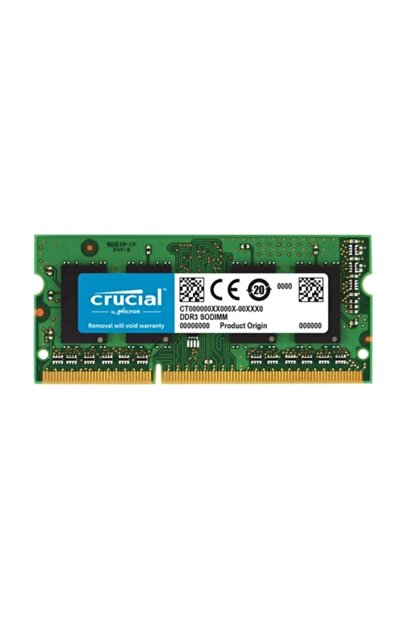 crucial
by Micron
Removal will void warranty
CE
20
0000
CT000000XX000X-00XXX0
DDR3 SODIMM
00000000 Product Origin
000000